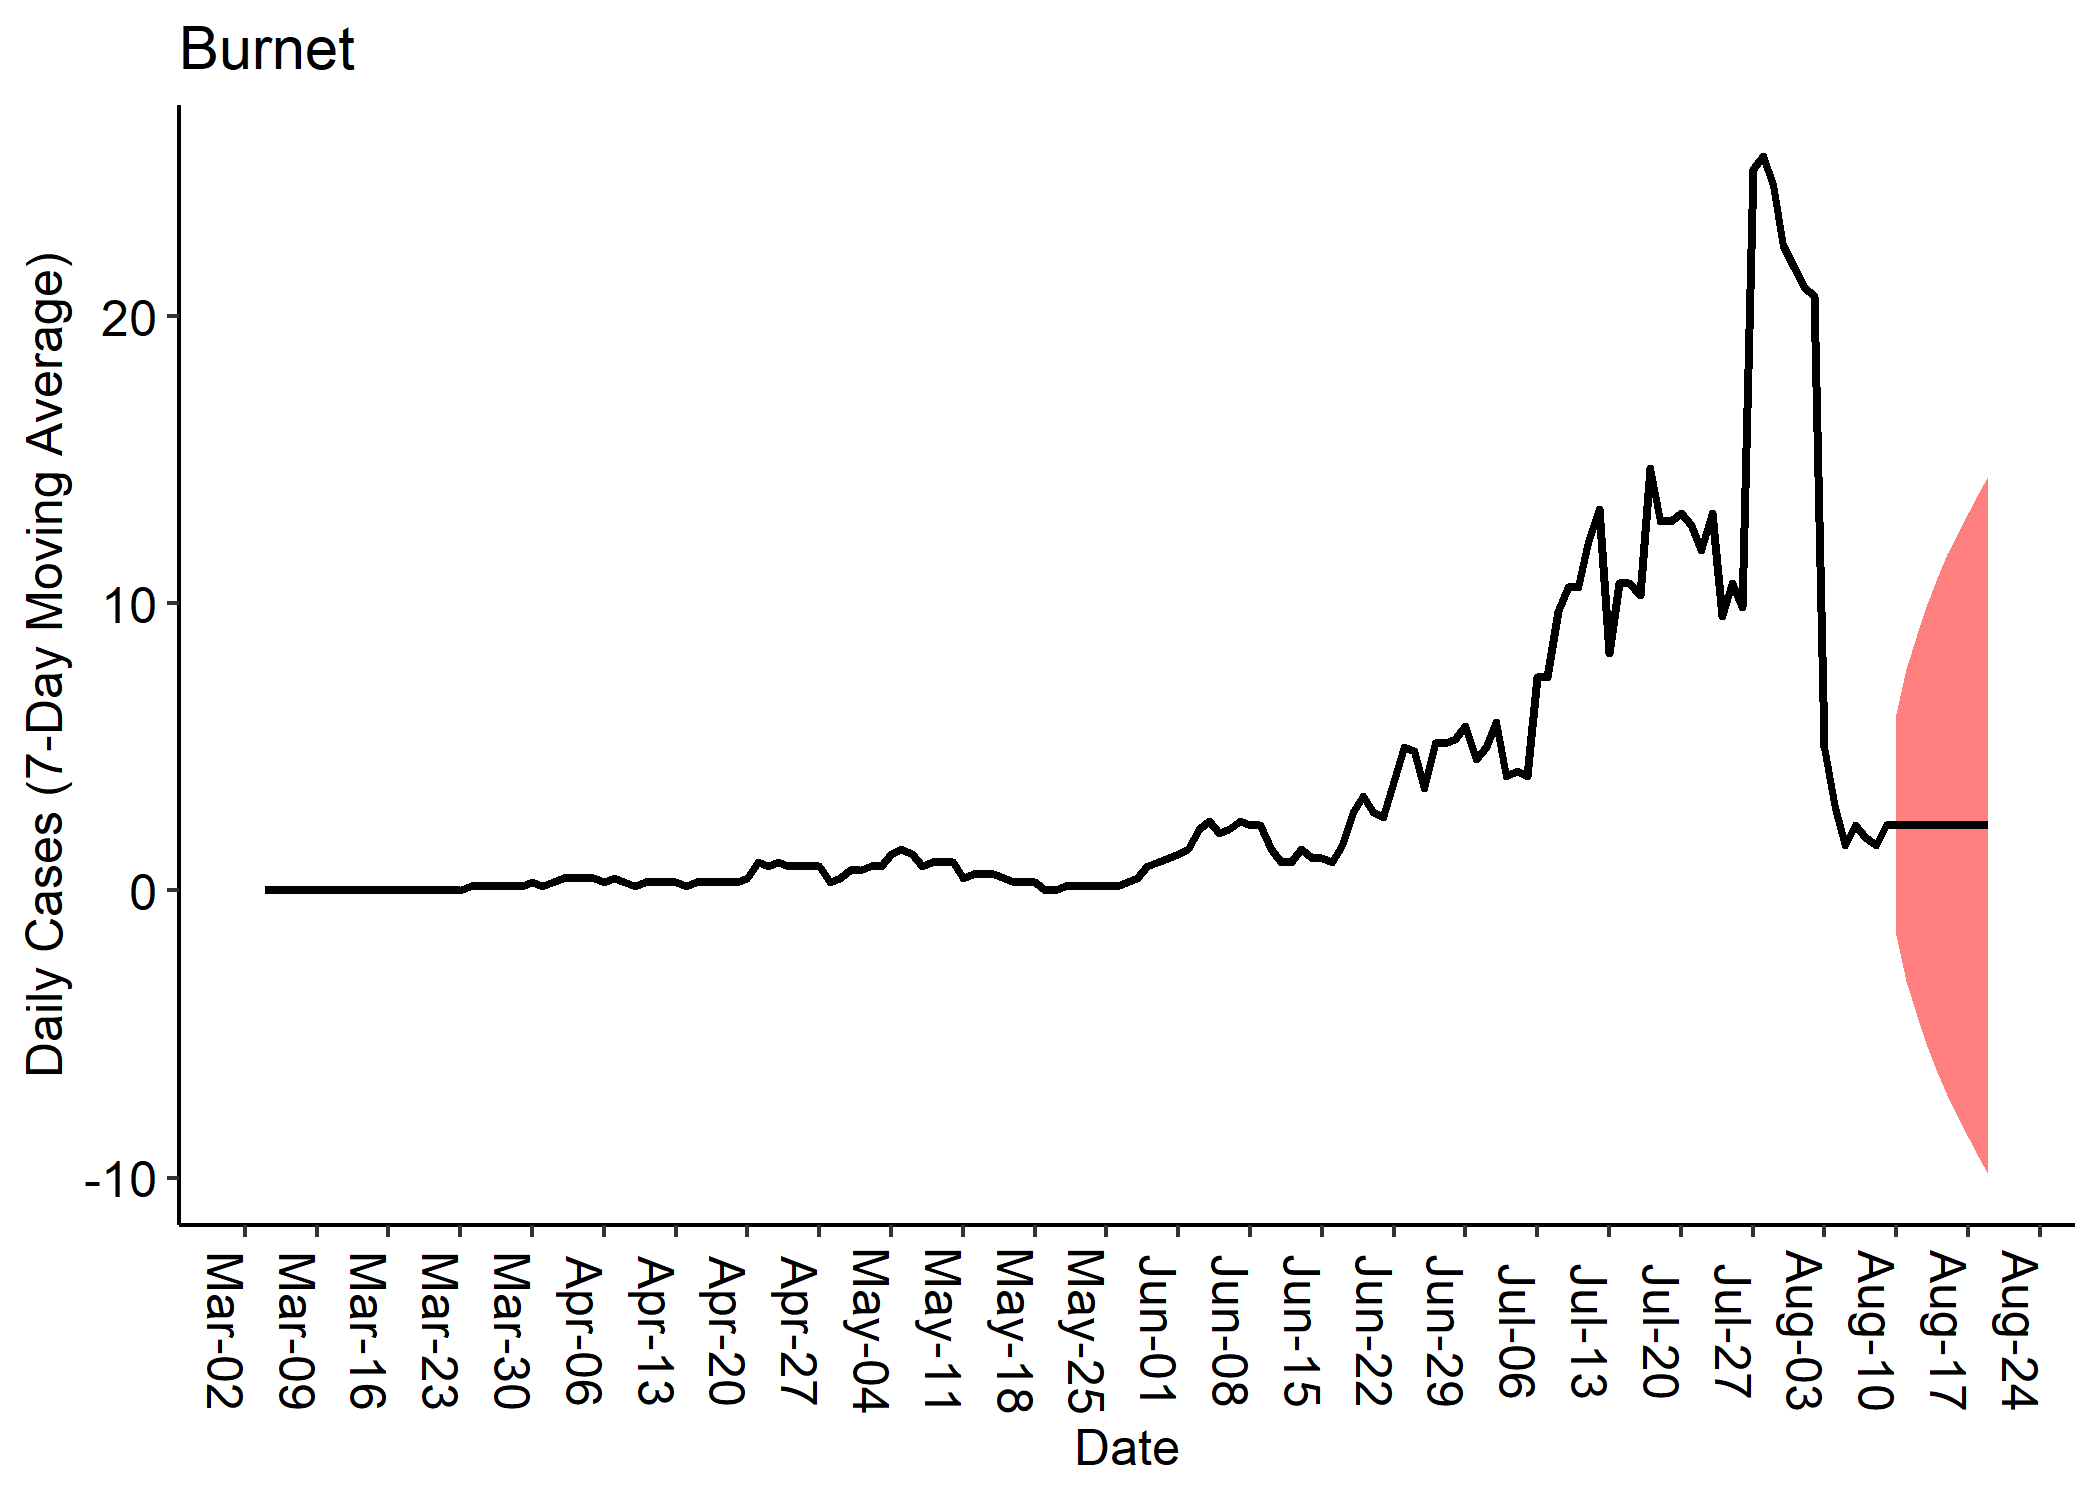 Burnet
Daily Cases (7-Day Moving Average)
20
10
0
-10
Mar-02
Mar-09
Mar-16
Mar-23
Mar-30
Apr-06
Apr-13
Apr-20
Apr-27
May-04
May-11
May-18
May-25
Jun-01
Jun-08
Jun-15
Jun-22
Jun-29
Jul-06
Jul-13
Jul-20
Jul-27
Aug-03
Aug-10
Aug-17
Aug-24
Date